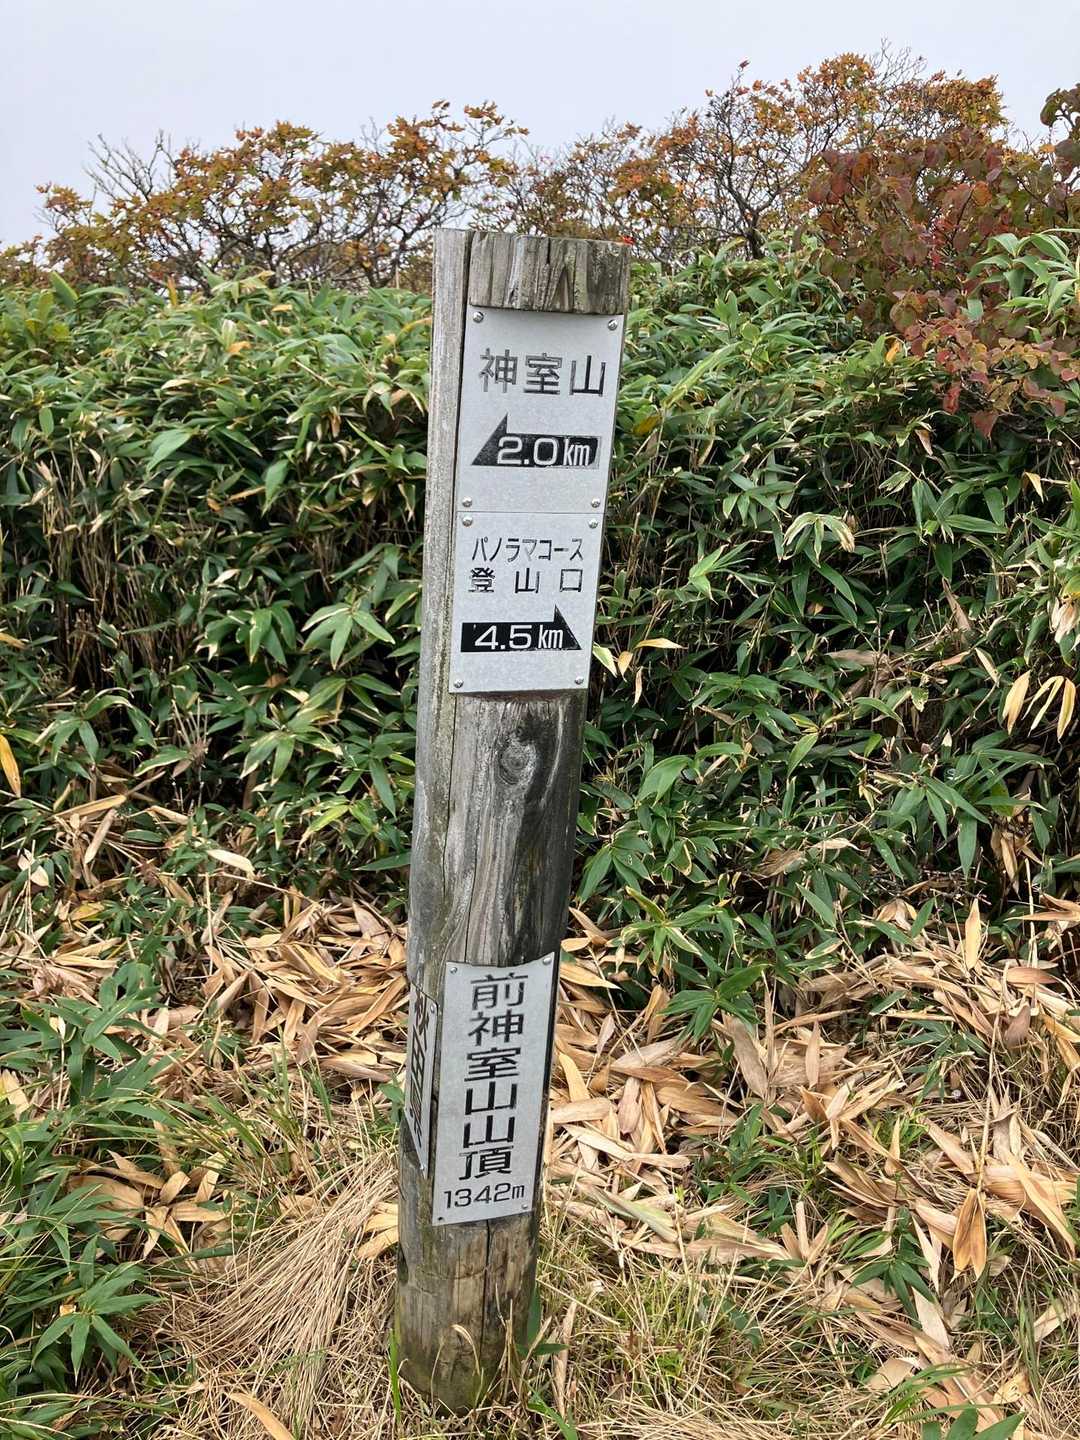 神室山
2.0km
パノラマコース
登山口
4.5km
前神室山山頂
1342m